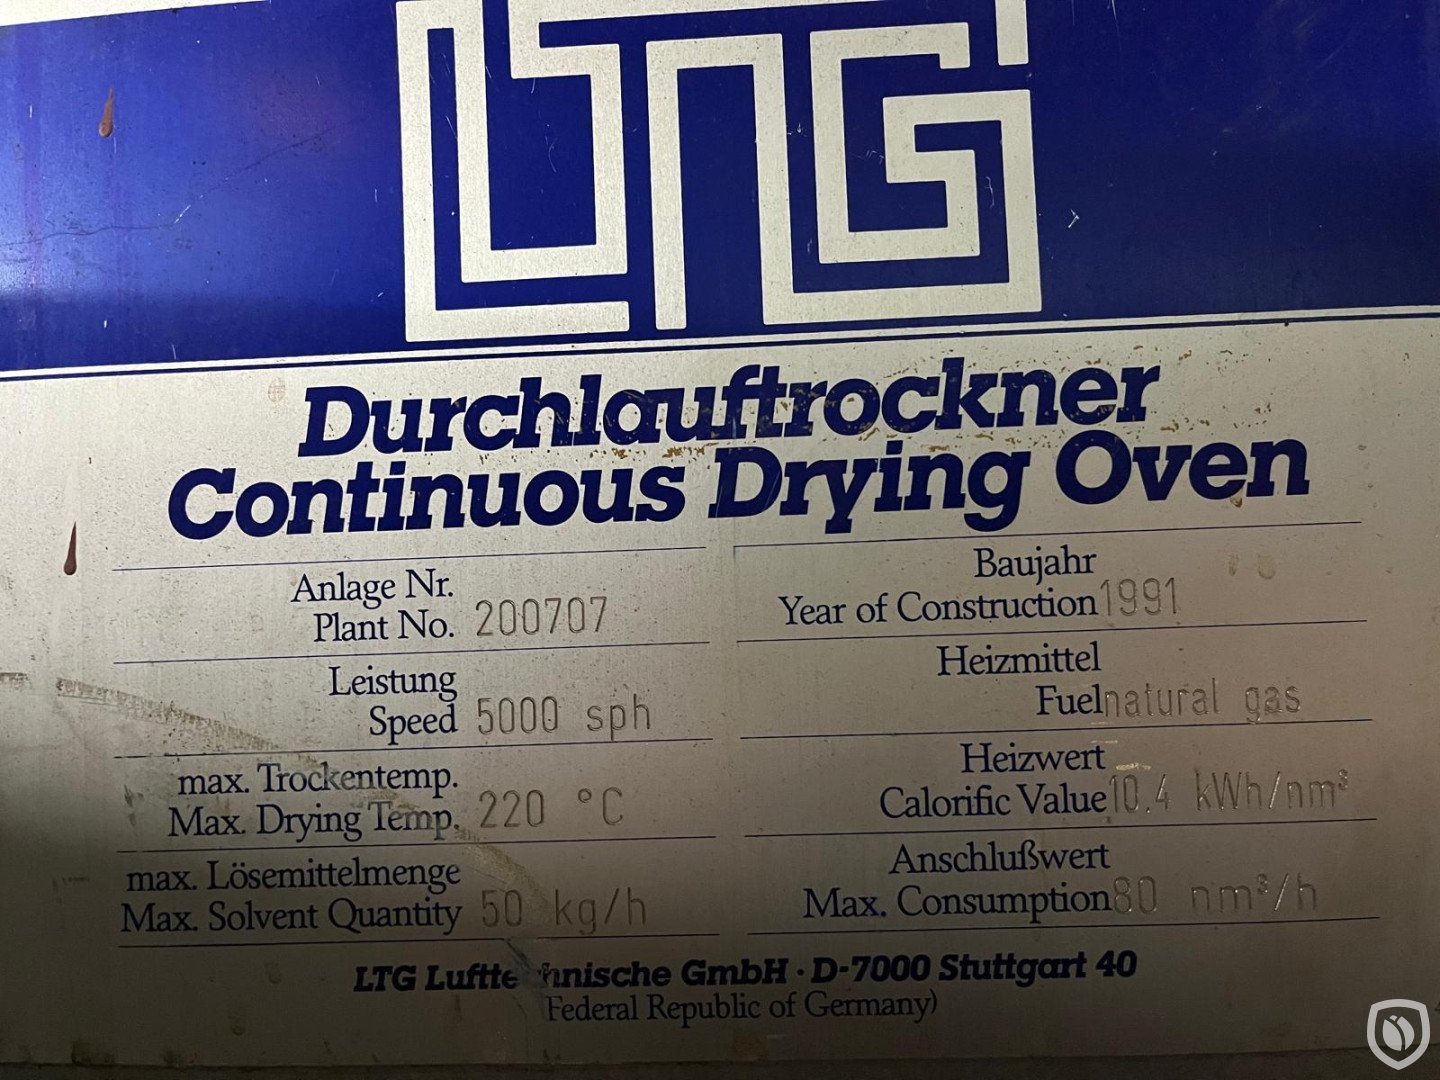 LTG
Durchlauftrockner
Continuous Drying Oven
Anlage Nr.
Plant No. 200707
Baujahr
Year of Construction 1991
Leistung
Speed 5000 sph
Heizmittel
Fuel natural gas
max. Trockentemp.
Max. Drying Temp. 220 °C
Heizwert
Calorific Value 10.4 kWh/nm³
max. Lösemittelmenge
Max. Solvent Quantity 50 kg/h
Anschlußwert
Max. Consumption 80 nm³/h
LTG Lufttechnische GmbH · D-7000 Stuttgart 40
Federal Republic of Germany)